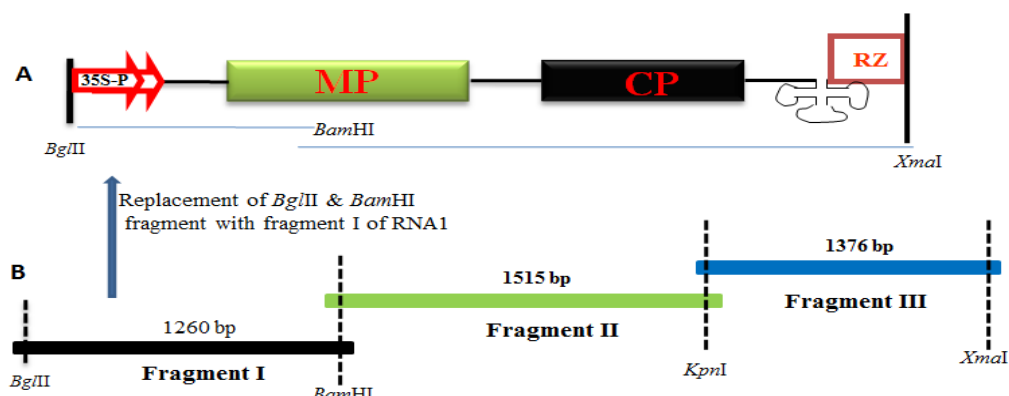 A
35S-P
MP
CP
RZ
BglII
BamHI
XmaI
Replacement of BglII & BamHI
fragment with fragment I of RNA1
B
1376 bp
1515 bp
Fragment III
1260 bp
Fragment II
Fragment I
BglII
BamHI
KpnI
XmaI